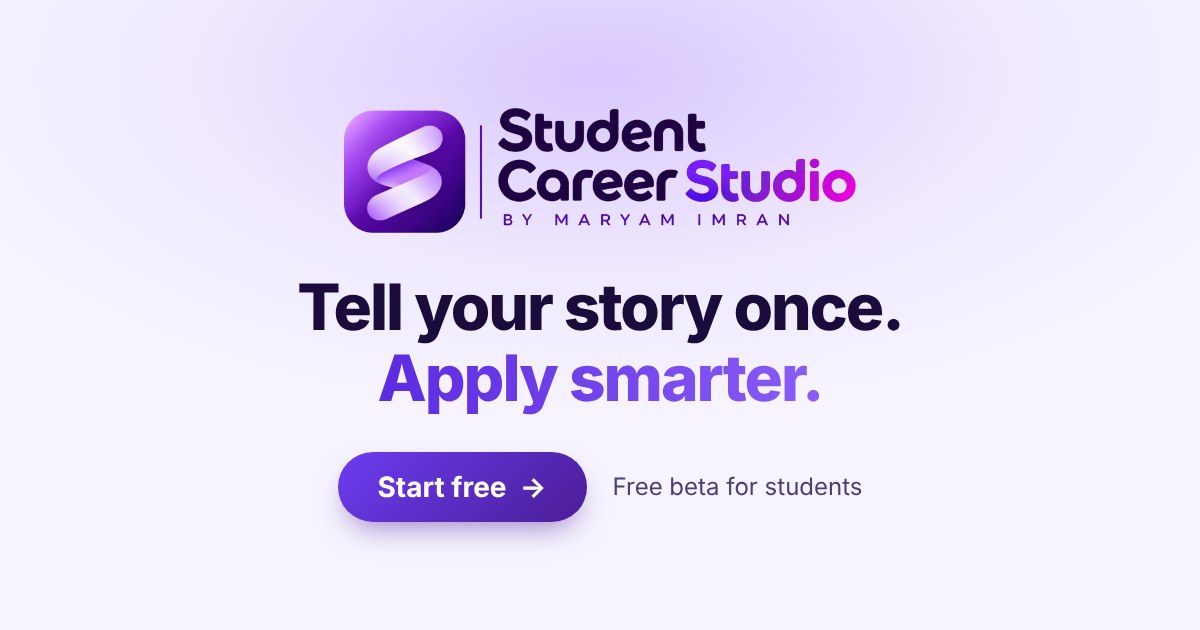 Student
Career Studio
BY MARYAM IMRAN
Tell your story once.
Apply smarter.
Start free →
Free beta for students